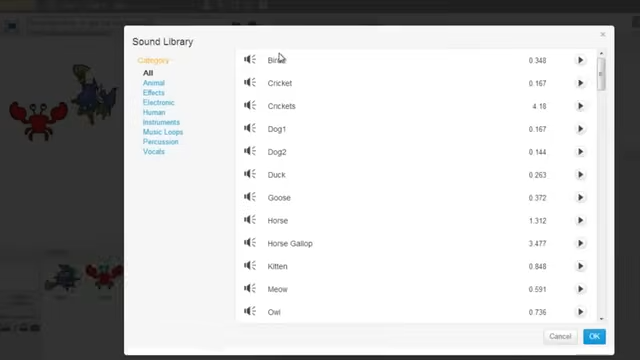 Sound Library
Category
All
Animal
Effects
Electronic
Human
Instruments
Music Loops
Percussion
Vocals
0.348
Cricket 0.167
Crickets 4.18
Dog1 0.167
Dog2 0.144
Duck 0.263
Goose 0.372
Horse 1.312
Horse Gallop 3.477
Kitten 0.848
Meow 0.591
Owl 0.736
Cancel OK